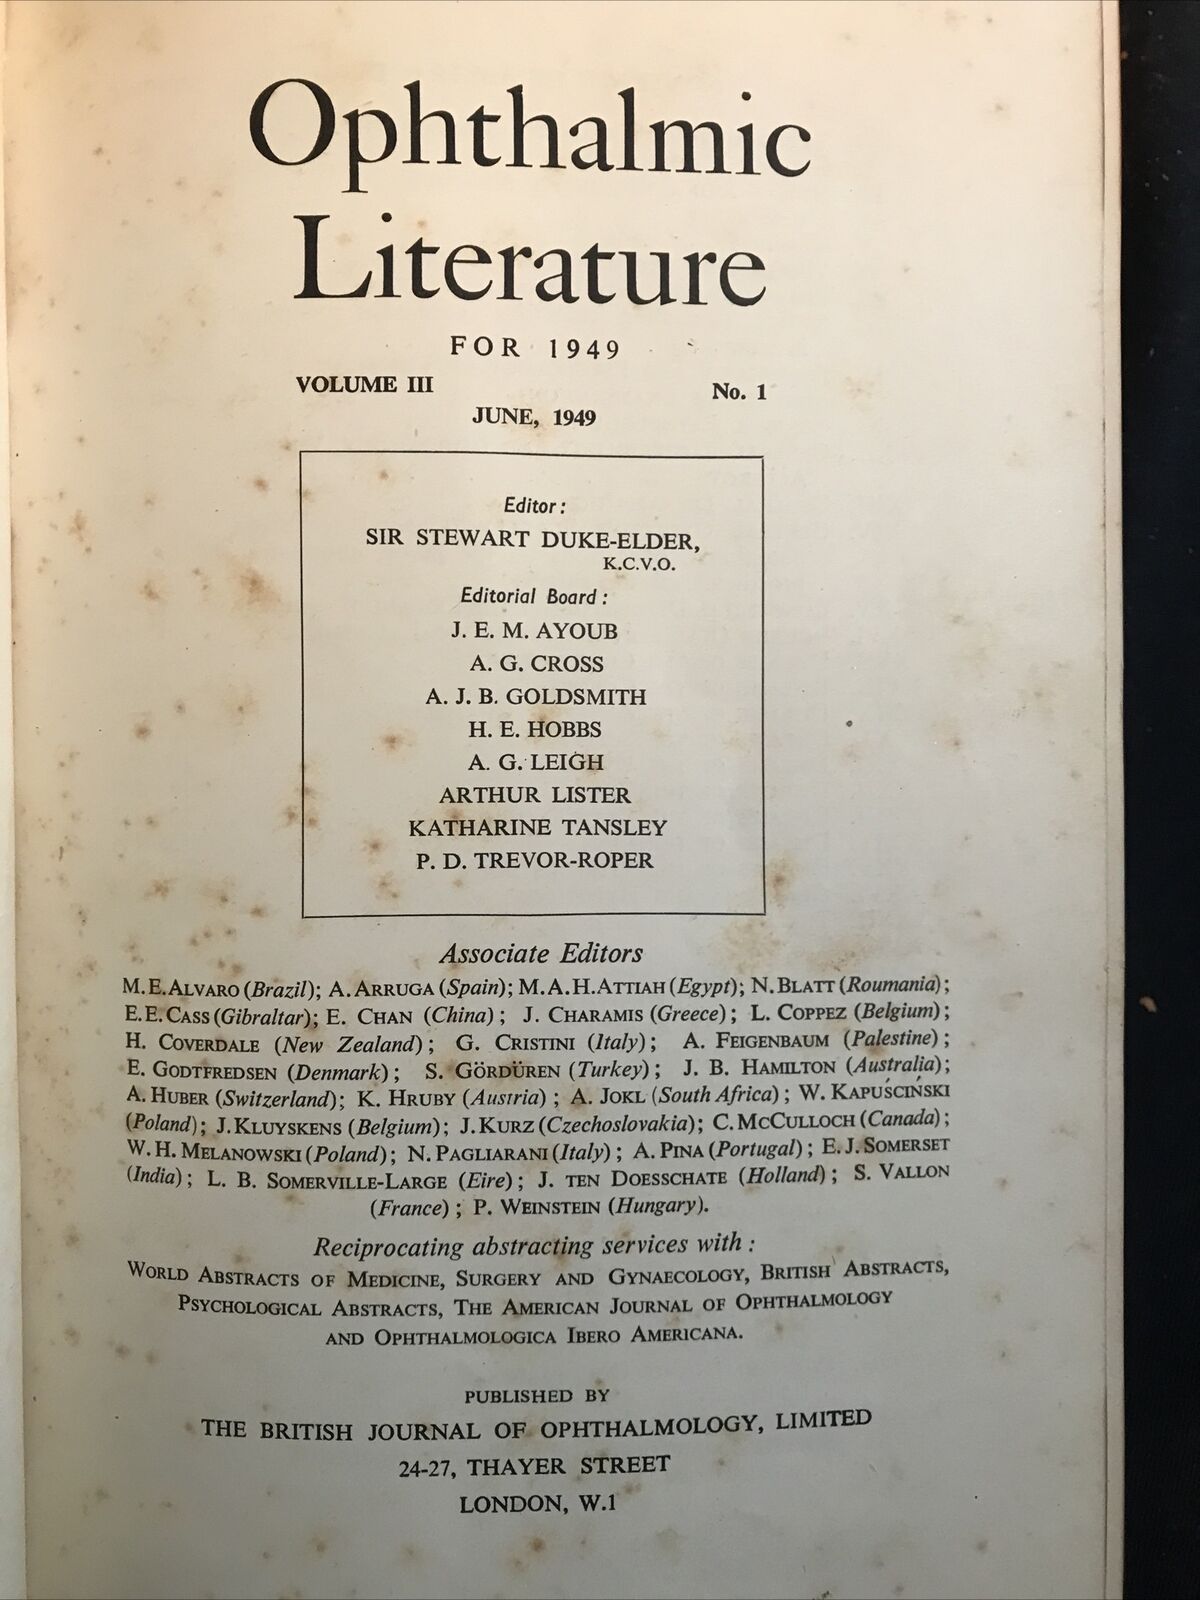 Ophthalmic
Literature
FOR 1949
VOLUME III No. 1
JUNE, 1949
Editor:
SIR STEWART DUKE-ELDER,
K.C.V.O.
Editorial Board:
J. E. M. AYOUB
A. G. CROSS
A. J. B. GOLDSMITH
H. E. HOBBS
A. G. LEIGH
ARTHUR LISTER
KATHARINE TANSLEY
P. D. TREVOR-ROPER
Associate Editors
M. E. ALVARO (Brazil); A. ARRUGA (Spain); M. A. H. ATTIAH (Egypt); N. BLATT (Roumania);
E. E. CASS (Gibraltar); E. CHAN (China); J. CHARAMIS (Greece); L. COPPEZ (Belgium);
H. COVERDALE (New Zealand); G. CRISTINI (Italy); A. FEIGENBAUM (Palestine);
E. GODTFREDSEN (Denmark); S. GÖRDÜREN (Turkey); J. B. HAMILTON (Australia);
A. HUBER (Switzerland); K. HRUBY (Austria); A. JOKL (South Africa); W. KAPUŚCIŃSKI
(Poland); J. KLUYSKENS (Belgium); J. KURZ (Czechoslovakia); C. MCCULLOCH (Canada);
W. H. MELANOWSKI (Poland); N. PAGLIARANI (Italy); A. PINA (Portugal); E. J. SOMERSET
(India); L. B. SOMERVILLE-LARGE (Eire); J. TEN DOESSCHATE (Holland); S. VALLON
(France); P. WEINSTEIN (Hungary).
Reciprocating abstracting services with:
WORLD ABSTRACTS OF MEDICINE, SURGERY AND GYNAECOLOGY, BRITISH ABSTRACTS,
PSYCHOLOGICAL ABSTRACTS, THE AMERICAN JOURNAL OF OPHTHALMOLOGY
AND OPHTHALMOLOGICA IBERO AMERICANA.
PUBLISHED BY
THE BRITISH JOURNAL OF OPHTHALMOLOGY, LIMITED
24-27, THAYER STREET
LONDON, W.1